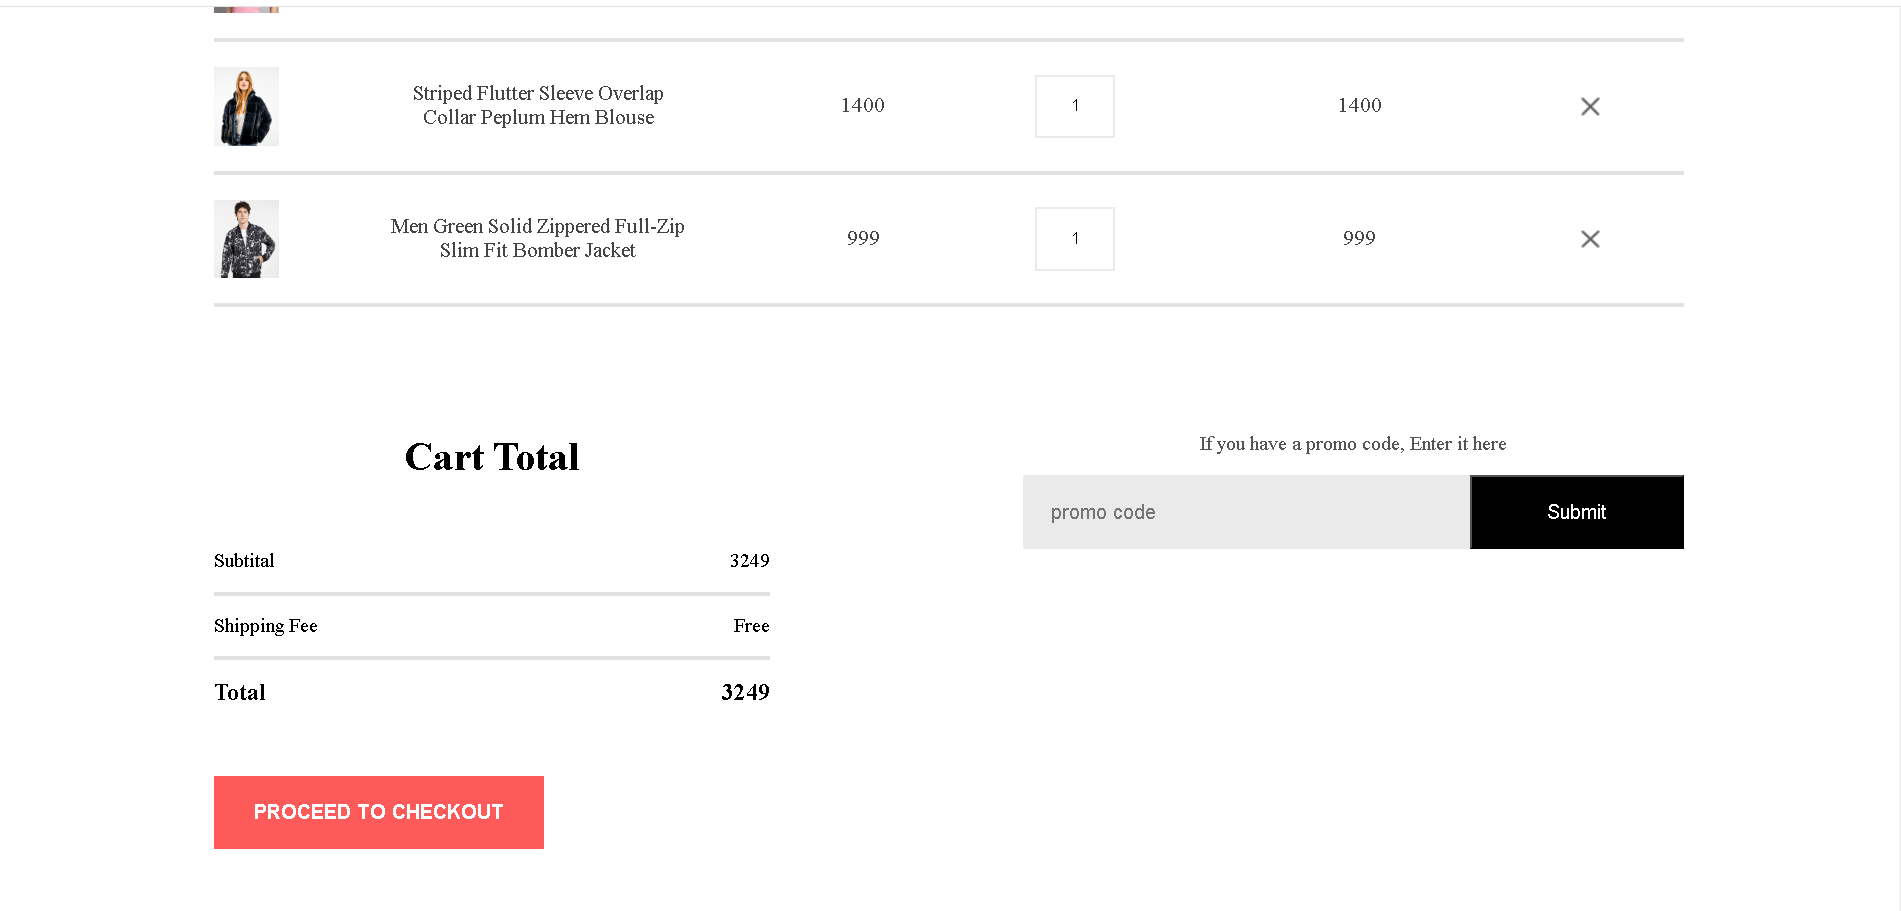 Striped Flutter Sleeve Overlap
Collar Peplum Hem Blouse
1400
1
1400
Men Green Solid Zippered Full-Zip
Slim Fit Bomber Jacket
999
1
999
Cart Total
Subtital
3249
Shipping Fee
Free
Total
3249
PROCEED TO CHECKOUT
If you have a promo code, Enter it here
promo code
Submit